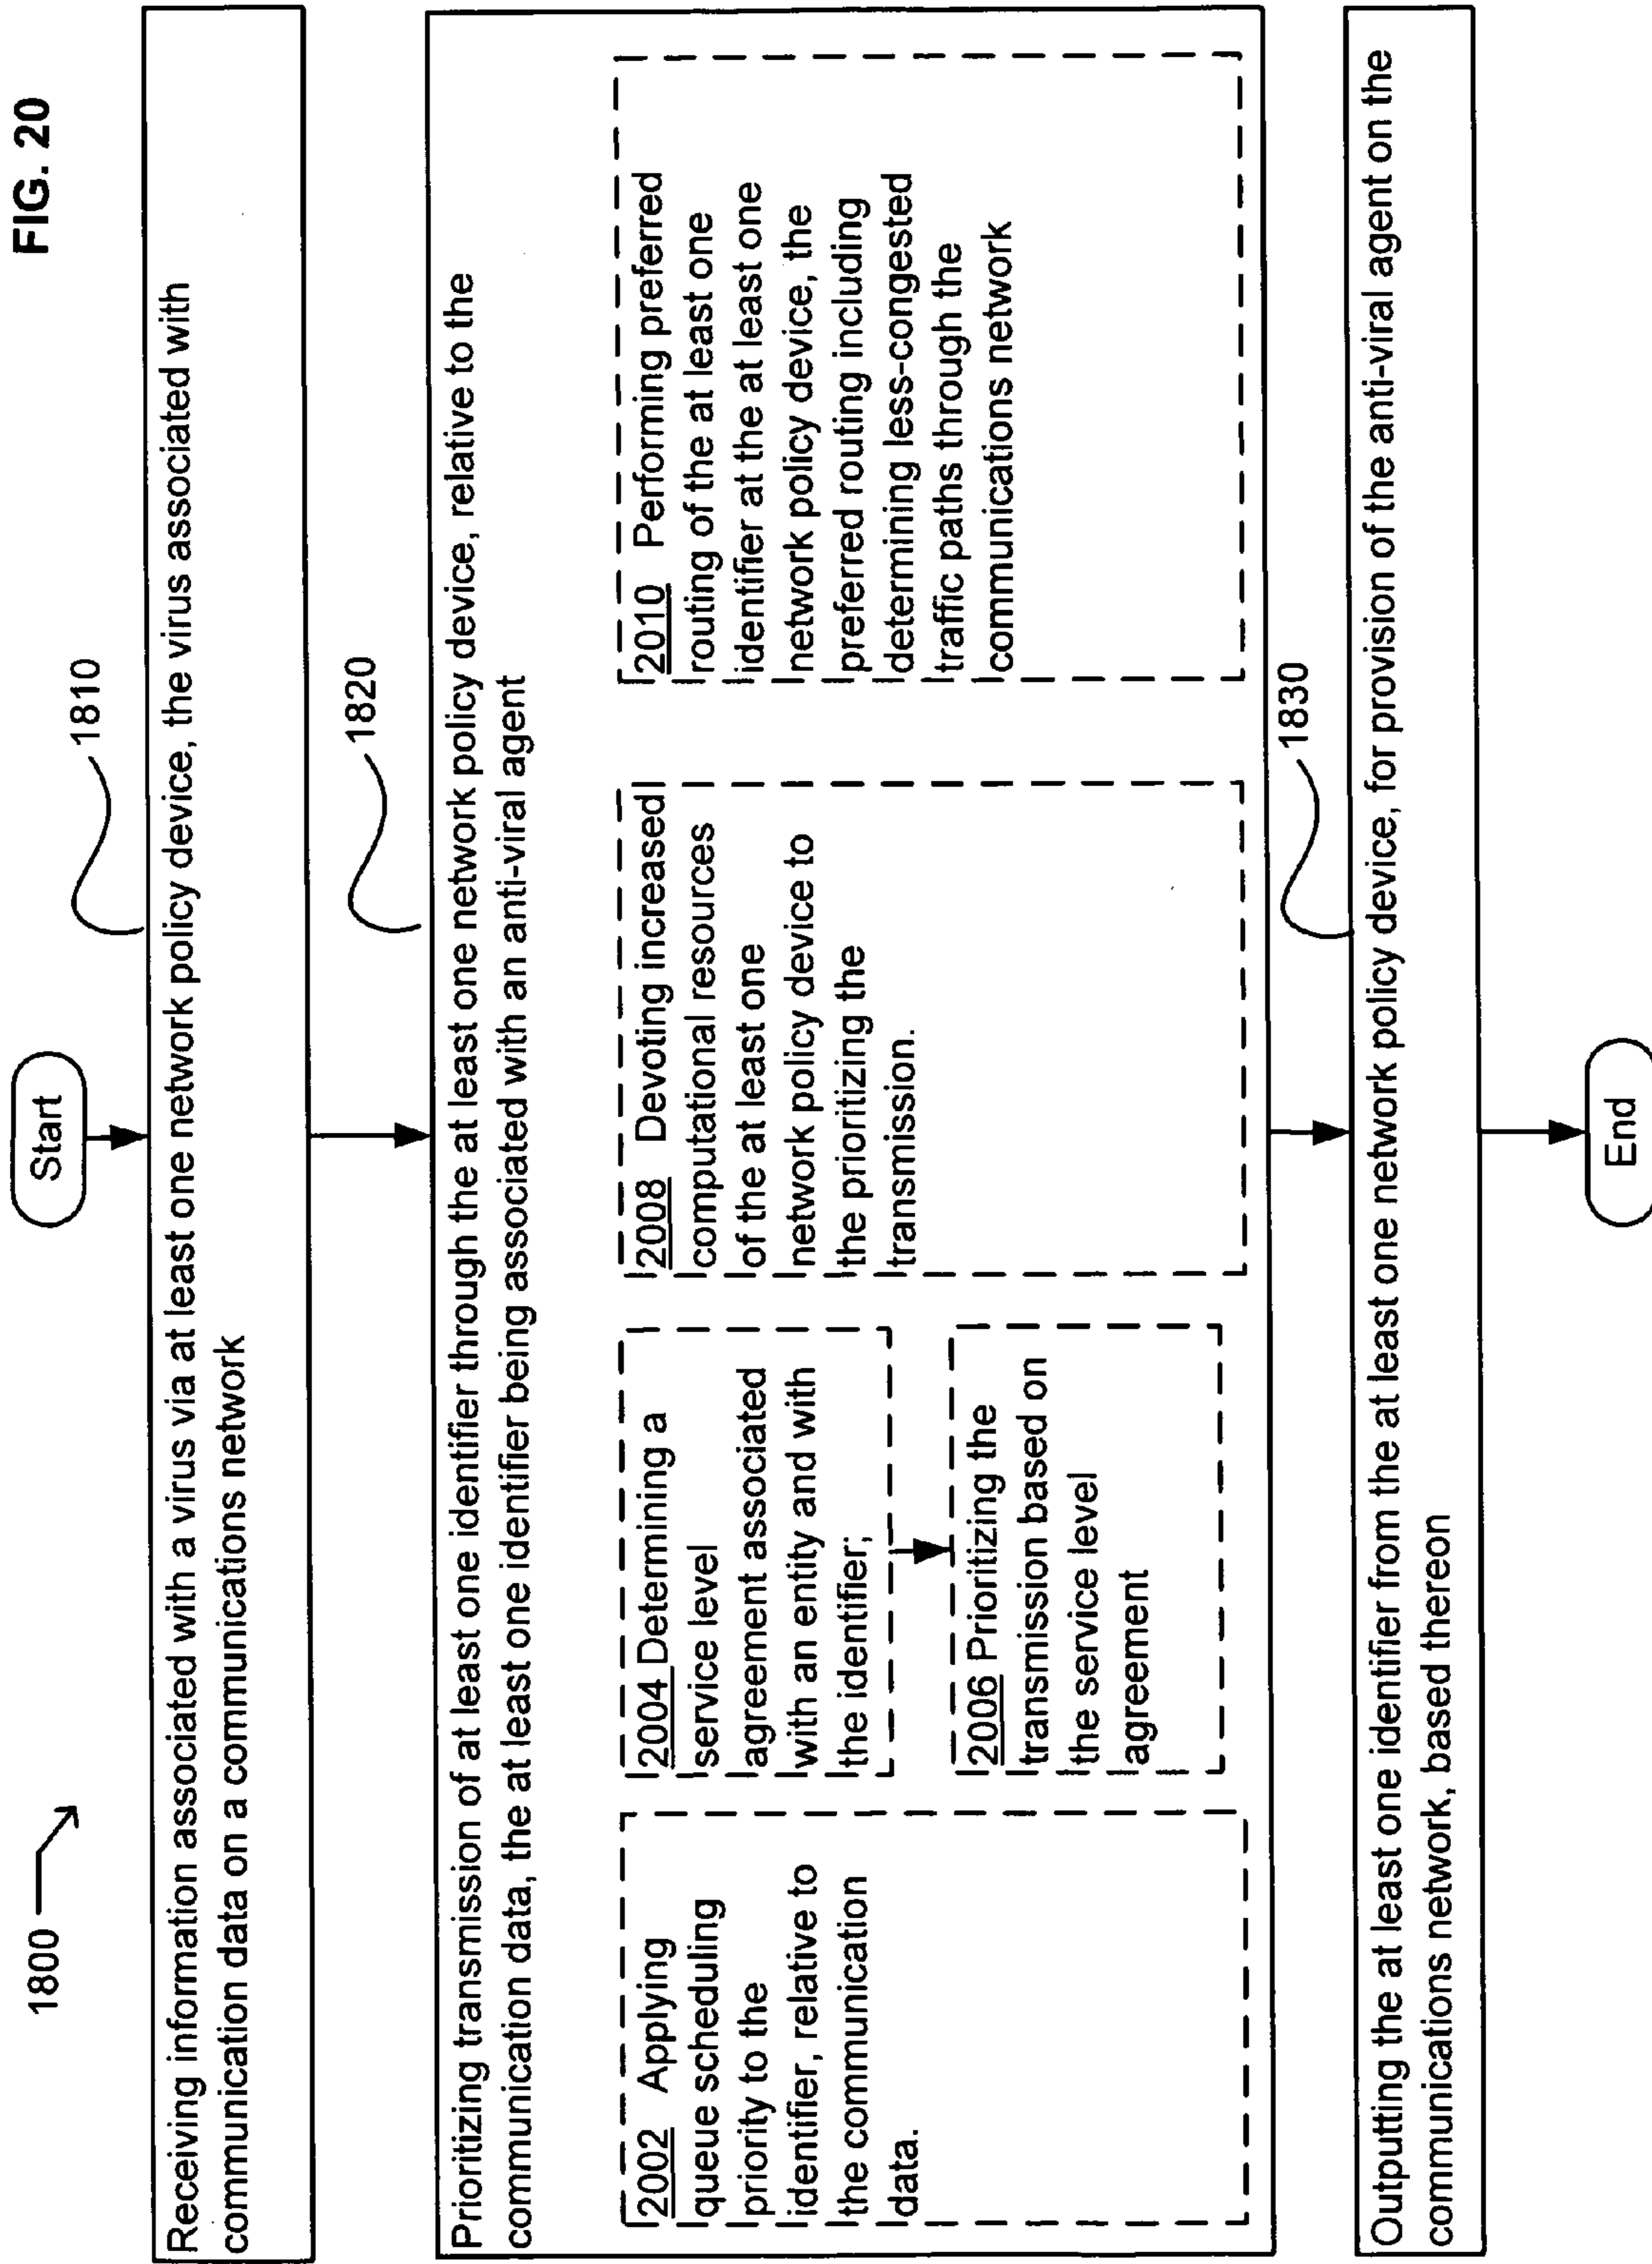 FIG. 20
1800
Start
1810
Receiving information associated with a virus via at least one network policy device, the virus associated with
communication data on a communications network
1820
Prioritizing transmission of at least one identifier through the at least one network policy device, relative to the
communication data, the at least one identifier being associated with an anti-viral agent
2002 Applying
queue scheduling
priority to the
identifier, relative to
the communication
data.
2004 Determining a
service level
agreement associated
with an entity and with
the identifier;
2006 Prioritizing the
transmission based on
the service level
agreement
2008 Devoting increased
computational resources
of the at least one
network policy device to
the prioritizing the
transmission.
2010 Performing preferred
routing of the at least one
identifier at the at least one
network policy device, the
preferred routing including
determining less-congested
traffic paths through the
communications network
1830
Outputting the at least one identifier from the at least one network policy device, for provision of the anti-viral agent on the
communications network, based thereon
End